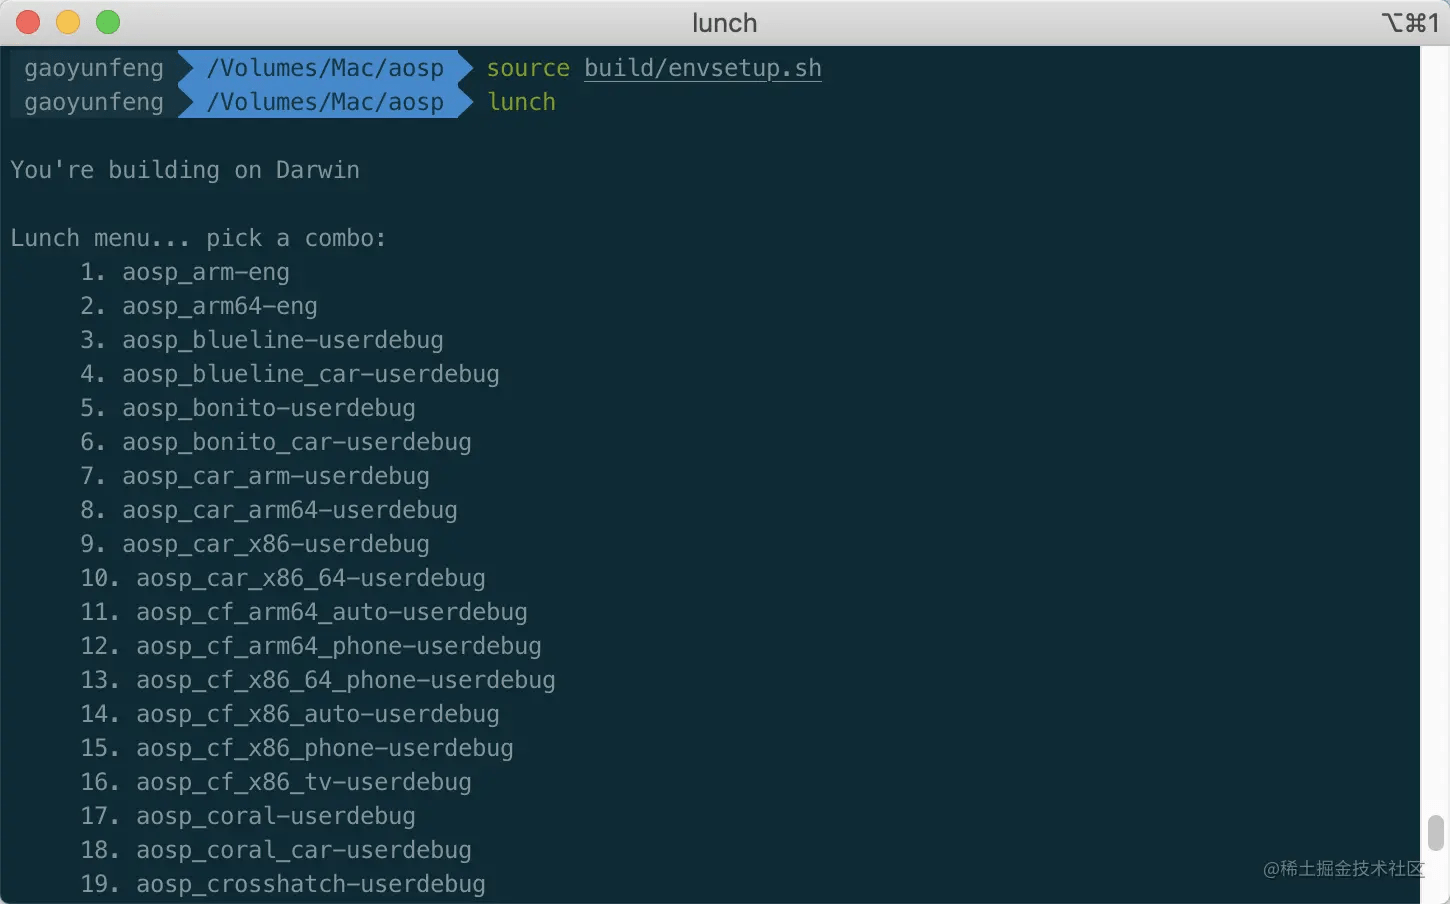 lunch
⌥⌘1
gaoyunfeng /Volumes/Mac/aosp source build/envsetup.sh
gaoyunfeng /Volumes/Mac/aosp lunch
You're building on Darwin
Lunch menu... pick a combo:
1. aosp_arm-eng
2. aosp_arm64-eng
3. aosp_blueline-userdebug
4. aosp_blueline_car-userdebug
5. aosp_bonito-userdebug
6. aosp_bonito_car-userdebug
7. aosp_car_arm-userdebug
8. aosp_car_arm64-userdebug
9. aosp_car_x86-userdebug
10. aosp_car_x86_64-userdebug
11. aosp_cf_arm64_auto-userdebug
12. aosp_cf_arm64_phone-userdebug
13. aosp_cf_x86_64_phone-userdebug
14. aosp_cf_x86_auto-userdebug
15. aosp_cf_x86_phone-userdebug
16. aosp_cf_x86_tv-userdebug
17. aosp_coral-userdebug
18. aosp_coral_car-userdebug
19. aosp_crosshatch-userdebug
@稀土掘金技术社区